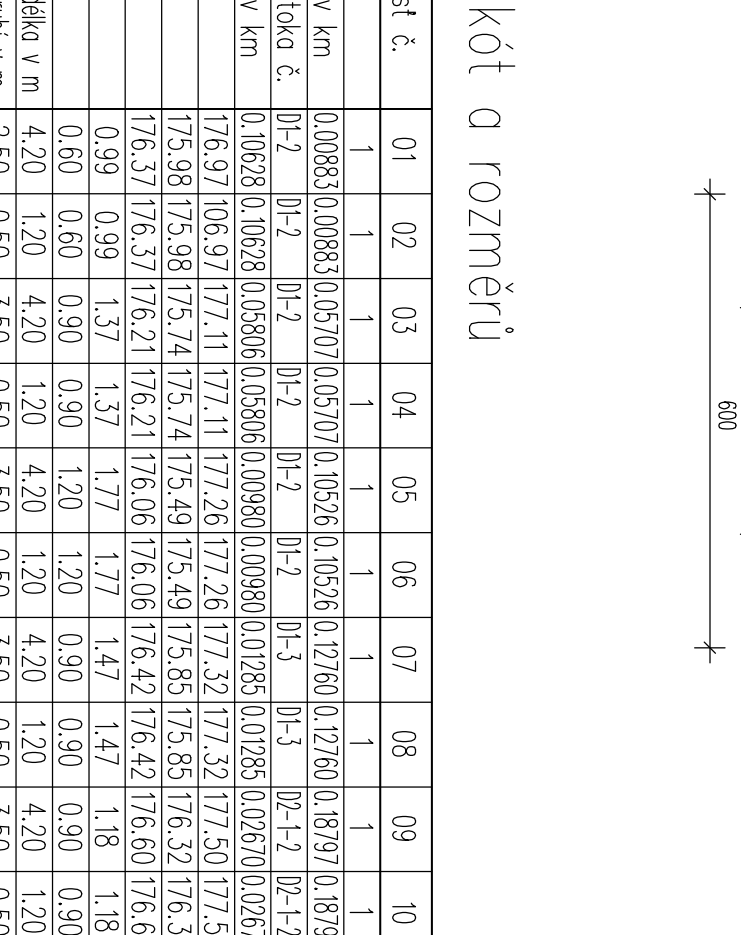 600
kót a rozměrů
st č. 01 02 03 04 05 06 07 08 09 10
1 1 1 1 1 1 1 1 1 1
v km 0.00883 0.00883 0.05707 0.05707 0.10526 0.10526 0.12760 0.12760 0.18797 0.1879
toka č. D1-2 D1-2 D1-2 D1-2 D1-2 D1-2 D1-3 D1-3 D2-1-2 D2-1-2
v km 0.10628 0.10628 0.05806 0.05806 0.00980 0.00980 0.01285 0.01285 0.02670 0.0267
176.97 106.97 177.11 177.11 177.26 177.26 177.32 177.32 177.50 177.5
175.98 175.98 175.74 175.74 175.49 175.49 175.85 175.85 176.32 176.3
176.37 176.37 176.21 176.21 176.06 176.06 176.42 176.42 176.60 176.6
0.99 0.99 1.37 1.37 1.77 1.77 1.47 1.47 1.18 1.18
0.60 0.60 0.90 0.90 1.20 1.20 0.90 0.90 0.90 0.90
délka v m 4.20 1.20 4.20 1.20 4.20 1.20 4.20 1.20 4.20 1.20